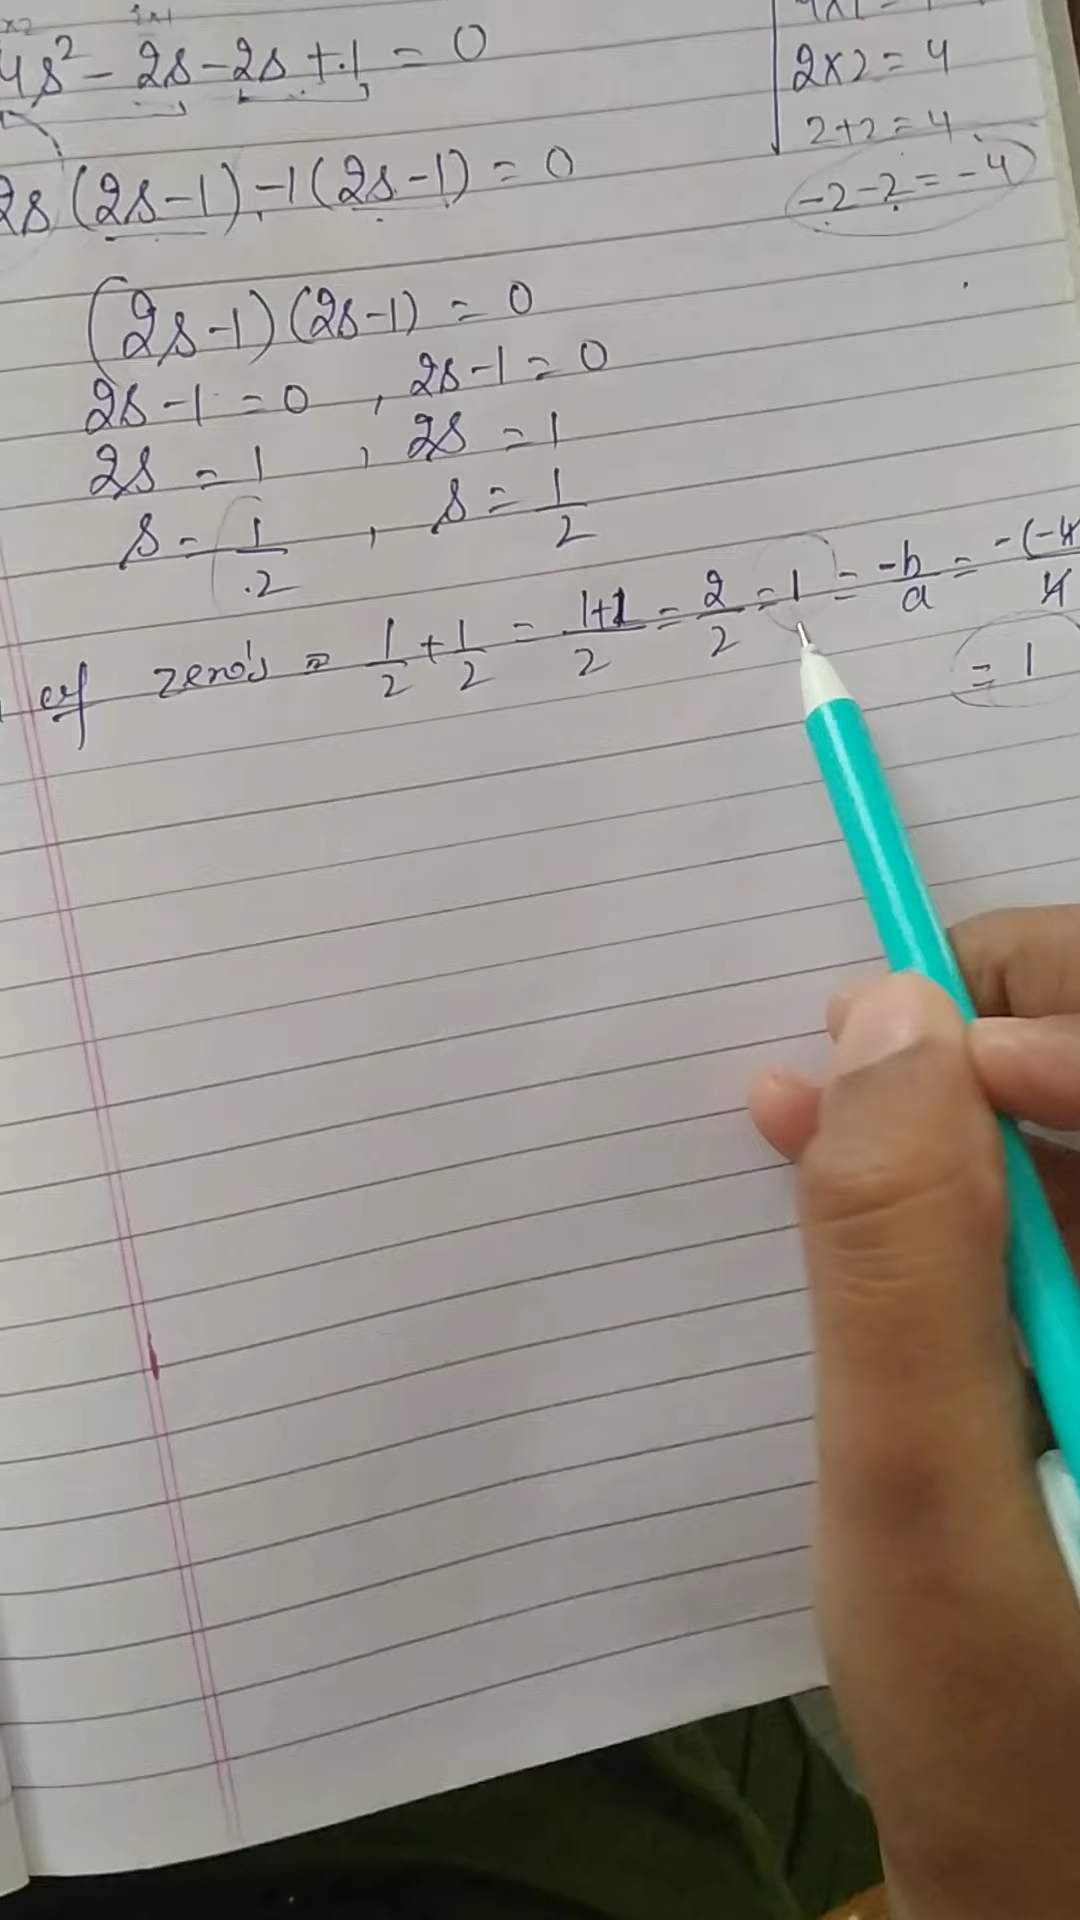 4s² - 2s - 2s + 1 = 0
2s (2s-1) -1 (2s-1) = 0
(2s-1) (2s-1) = 0
2s-1 = 0 , 2s-1 = 0
2s = 1 , 2s = 1
s = 1/2 , s = 1/2
of zero's = 1/2 + 1/2 = 1+1/2 = 2/2 = 1 = -b/a = -(-4/4
= 1
2×2 = 4
2+2 = 4
-2-2 = -4